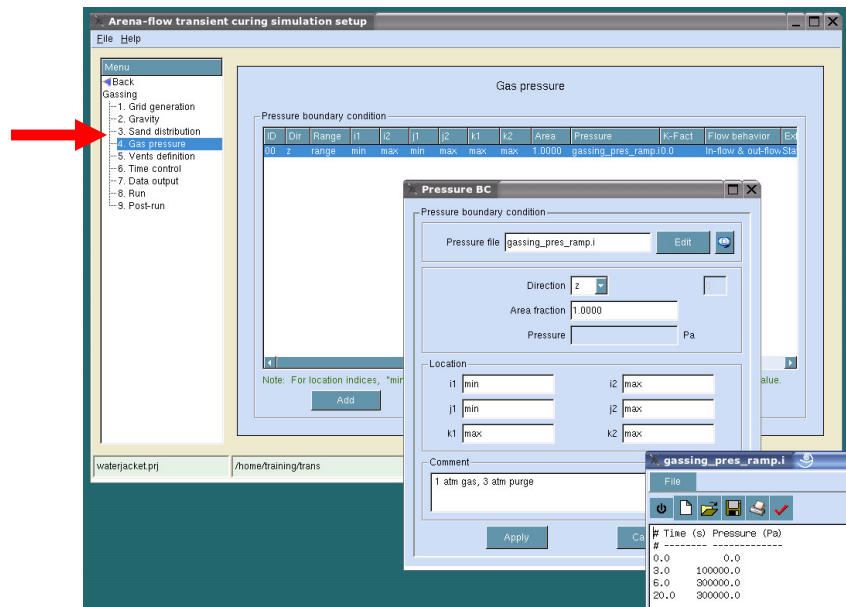 Arena-flow transient curing simulation setup
File Help
Menu
Back
Gassing
1. Grid generation
2. Gravity
3. Sand distribution
4. Gas pressure
5. Vents definition
6. Time control
7. Data output
8. Run
9. Post-run
Gas pressure
Pressure boundary condition
ID Dir Range i1 i2 j1 j2 k1 k2 Area Pressure K-Fact Flow behavior Ext
00 z range min max min max max max 1.0000 gassing_pres_ramp.i 0.0 In-flow & out-flow Sta
Note: For location indices, "min
alue.
Add
waterjacket.prj
/home/training/trans
Pressure BC
Pressure boundary condition
Pressure file gassing_pres_ramp.i Edit
Direction z
Area fraction 1.0000
Pressure Pa
Location
i1 min i2 max
j1 min j2 max
k1 max k2 max
Comment
1 atm gas, 3 atm purge
Apply Ca
gassing_pres_ramp.i
File
# Time (s) Pressure (Pa)
# -------- -------------
0.0 0.0
3.0 100000.0
6.0 300000.0
20.0 300000.0